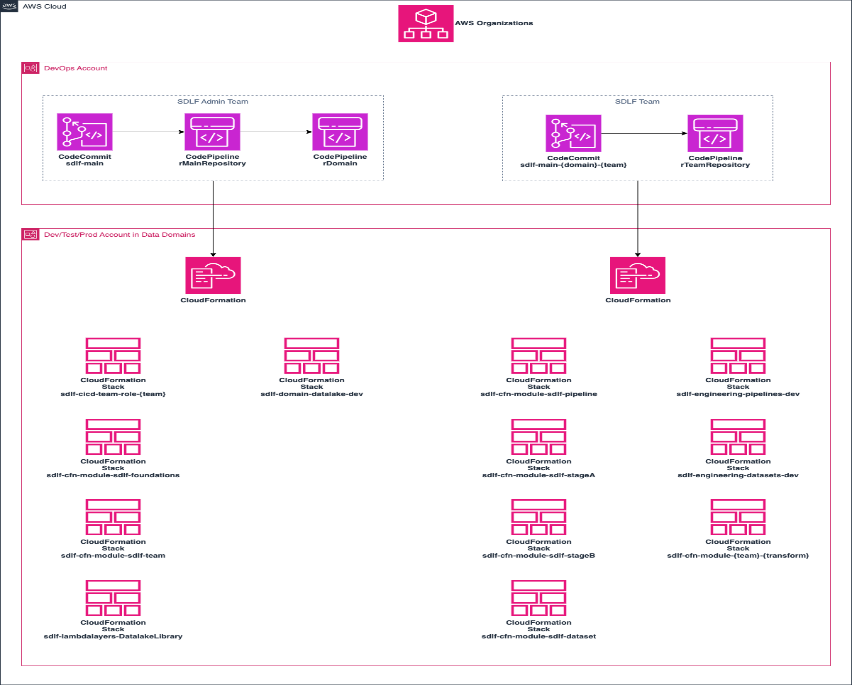 aws
AWS Cloud
AWS Organizations
DevOps Account
SDLF Admin Team
CodeCommit
sdlf-main
CodePipeline
rMainRepository
CodePipeline
rDomain
SDLF Team
CodeCommit
sdlf-main-{domain}-{team}
CodePipeline
rTeamRepository
Dev/Test/Prod Account in Data Domains
CloudFormation
CloudFormation
CloudFormation
Stack
sdlf-cicd-team-role-{team}
CloudFormation
Stack
sdlf-domain-datalake-dev
CloudFormation
Stack
sdlf-cfn-module-sdlf-pipeline
CloudFormation
Stack
sdlf-engineering-pipelines-dev
CloudFormation
Stack
sdlf-cfn-module-sdlf-foundations
CloudFormation
Stack
sdlf-cfn-module-sdlf-stageA
CloudFormation
Stack
sdlf-engineering-datasets-dev
CloudFormation
Stack
sdlf-cfn-module-sdlf-team
CloudFormation
Stack
sdlf-cfn-module-sdlf-stageB
CloudFormation
Stack
sdlf-cfn-module-{team}-{transform}
CloudFormation
Stack
sdlf-lambdalayers-DatalakeLibrary
CloudFormation
Stack
sdlf-cfn-module-sdlf-dataset